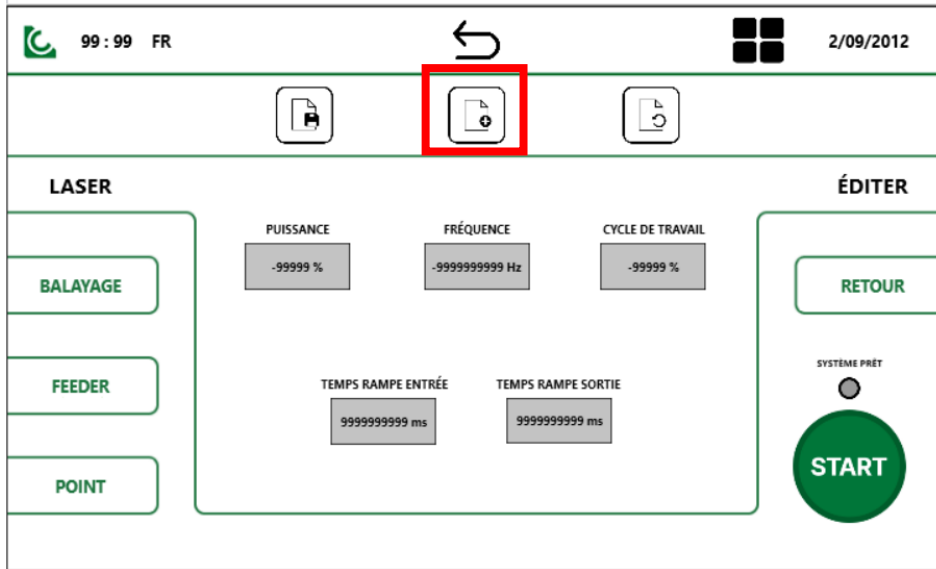 99 : 99 FR
2/09/2012
LASER
ÉDITER
PUISSANCE
FRÉQUENCE
CYCLE DE TRAVAIL
-99999 %
-9999999999 Hz
-99999 %
BALAYAGE
RETOUR
FEEDER
TEMPS RAMPE ENTRÉE
TEMPS RAMPE SORTIE
9999999999 ms
9999999999 ms
SYSTÈME PRÊT
START
POINT